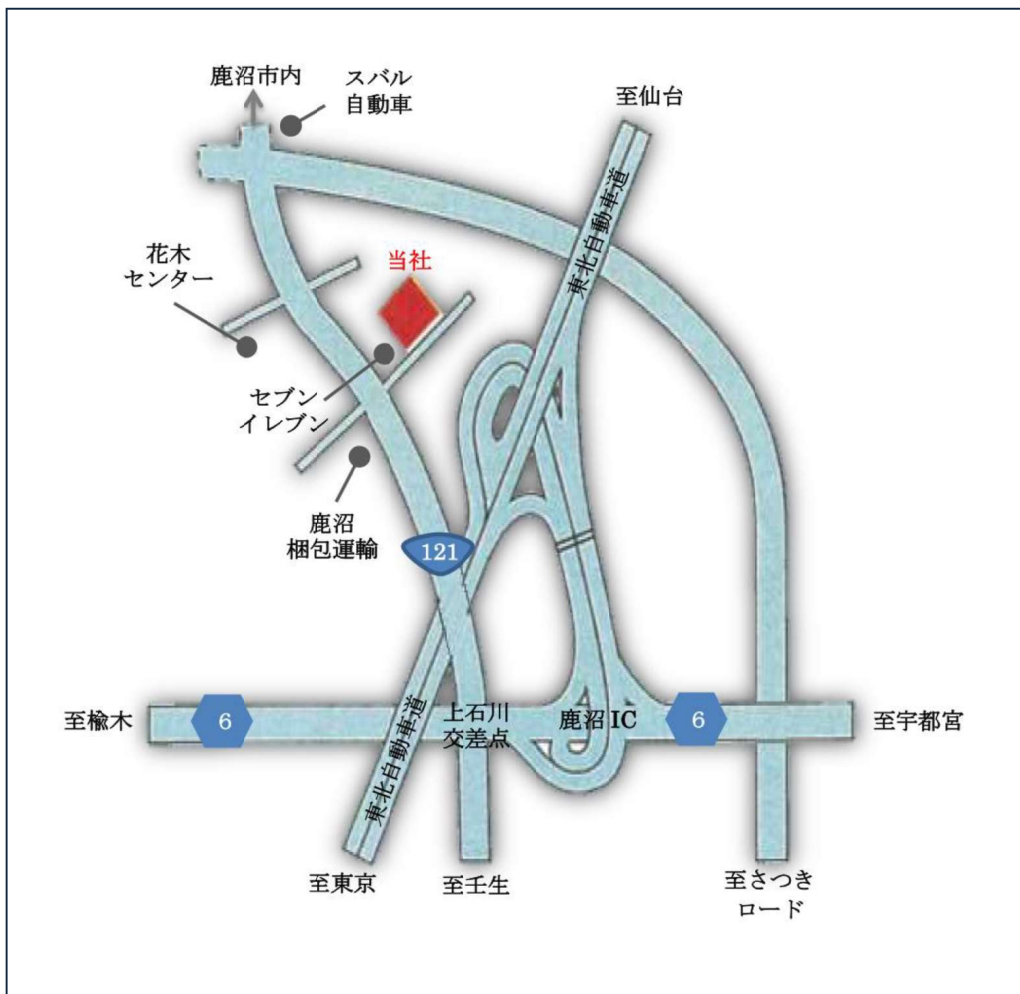 鹿沼市内
スバル
自動車
至仙台
東北自動車道
花木
センター
当社
セブン
イレブン
鹿沼
梱包運輸
121
至楡木
6
上石川
交差点
鹿沼IC
6
至宇都宮
東北自動車道
至東京
至壬生
至さつき
ロード